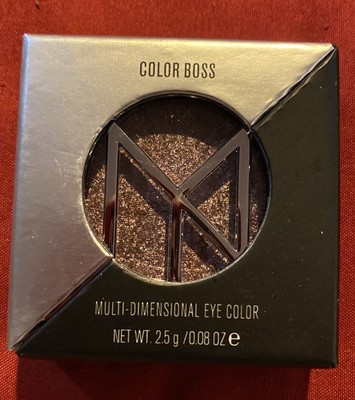 COLOR BOSS
MULTI-DIMENSIONAL EYE COLOR
NET WT. 2.5 g /0.08 OZ e